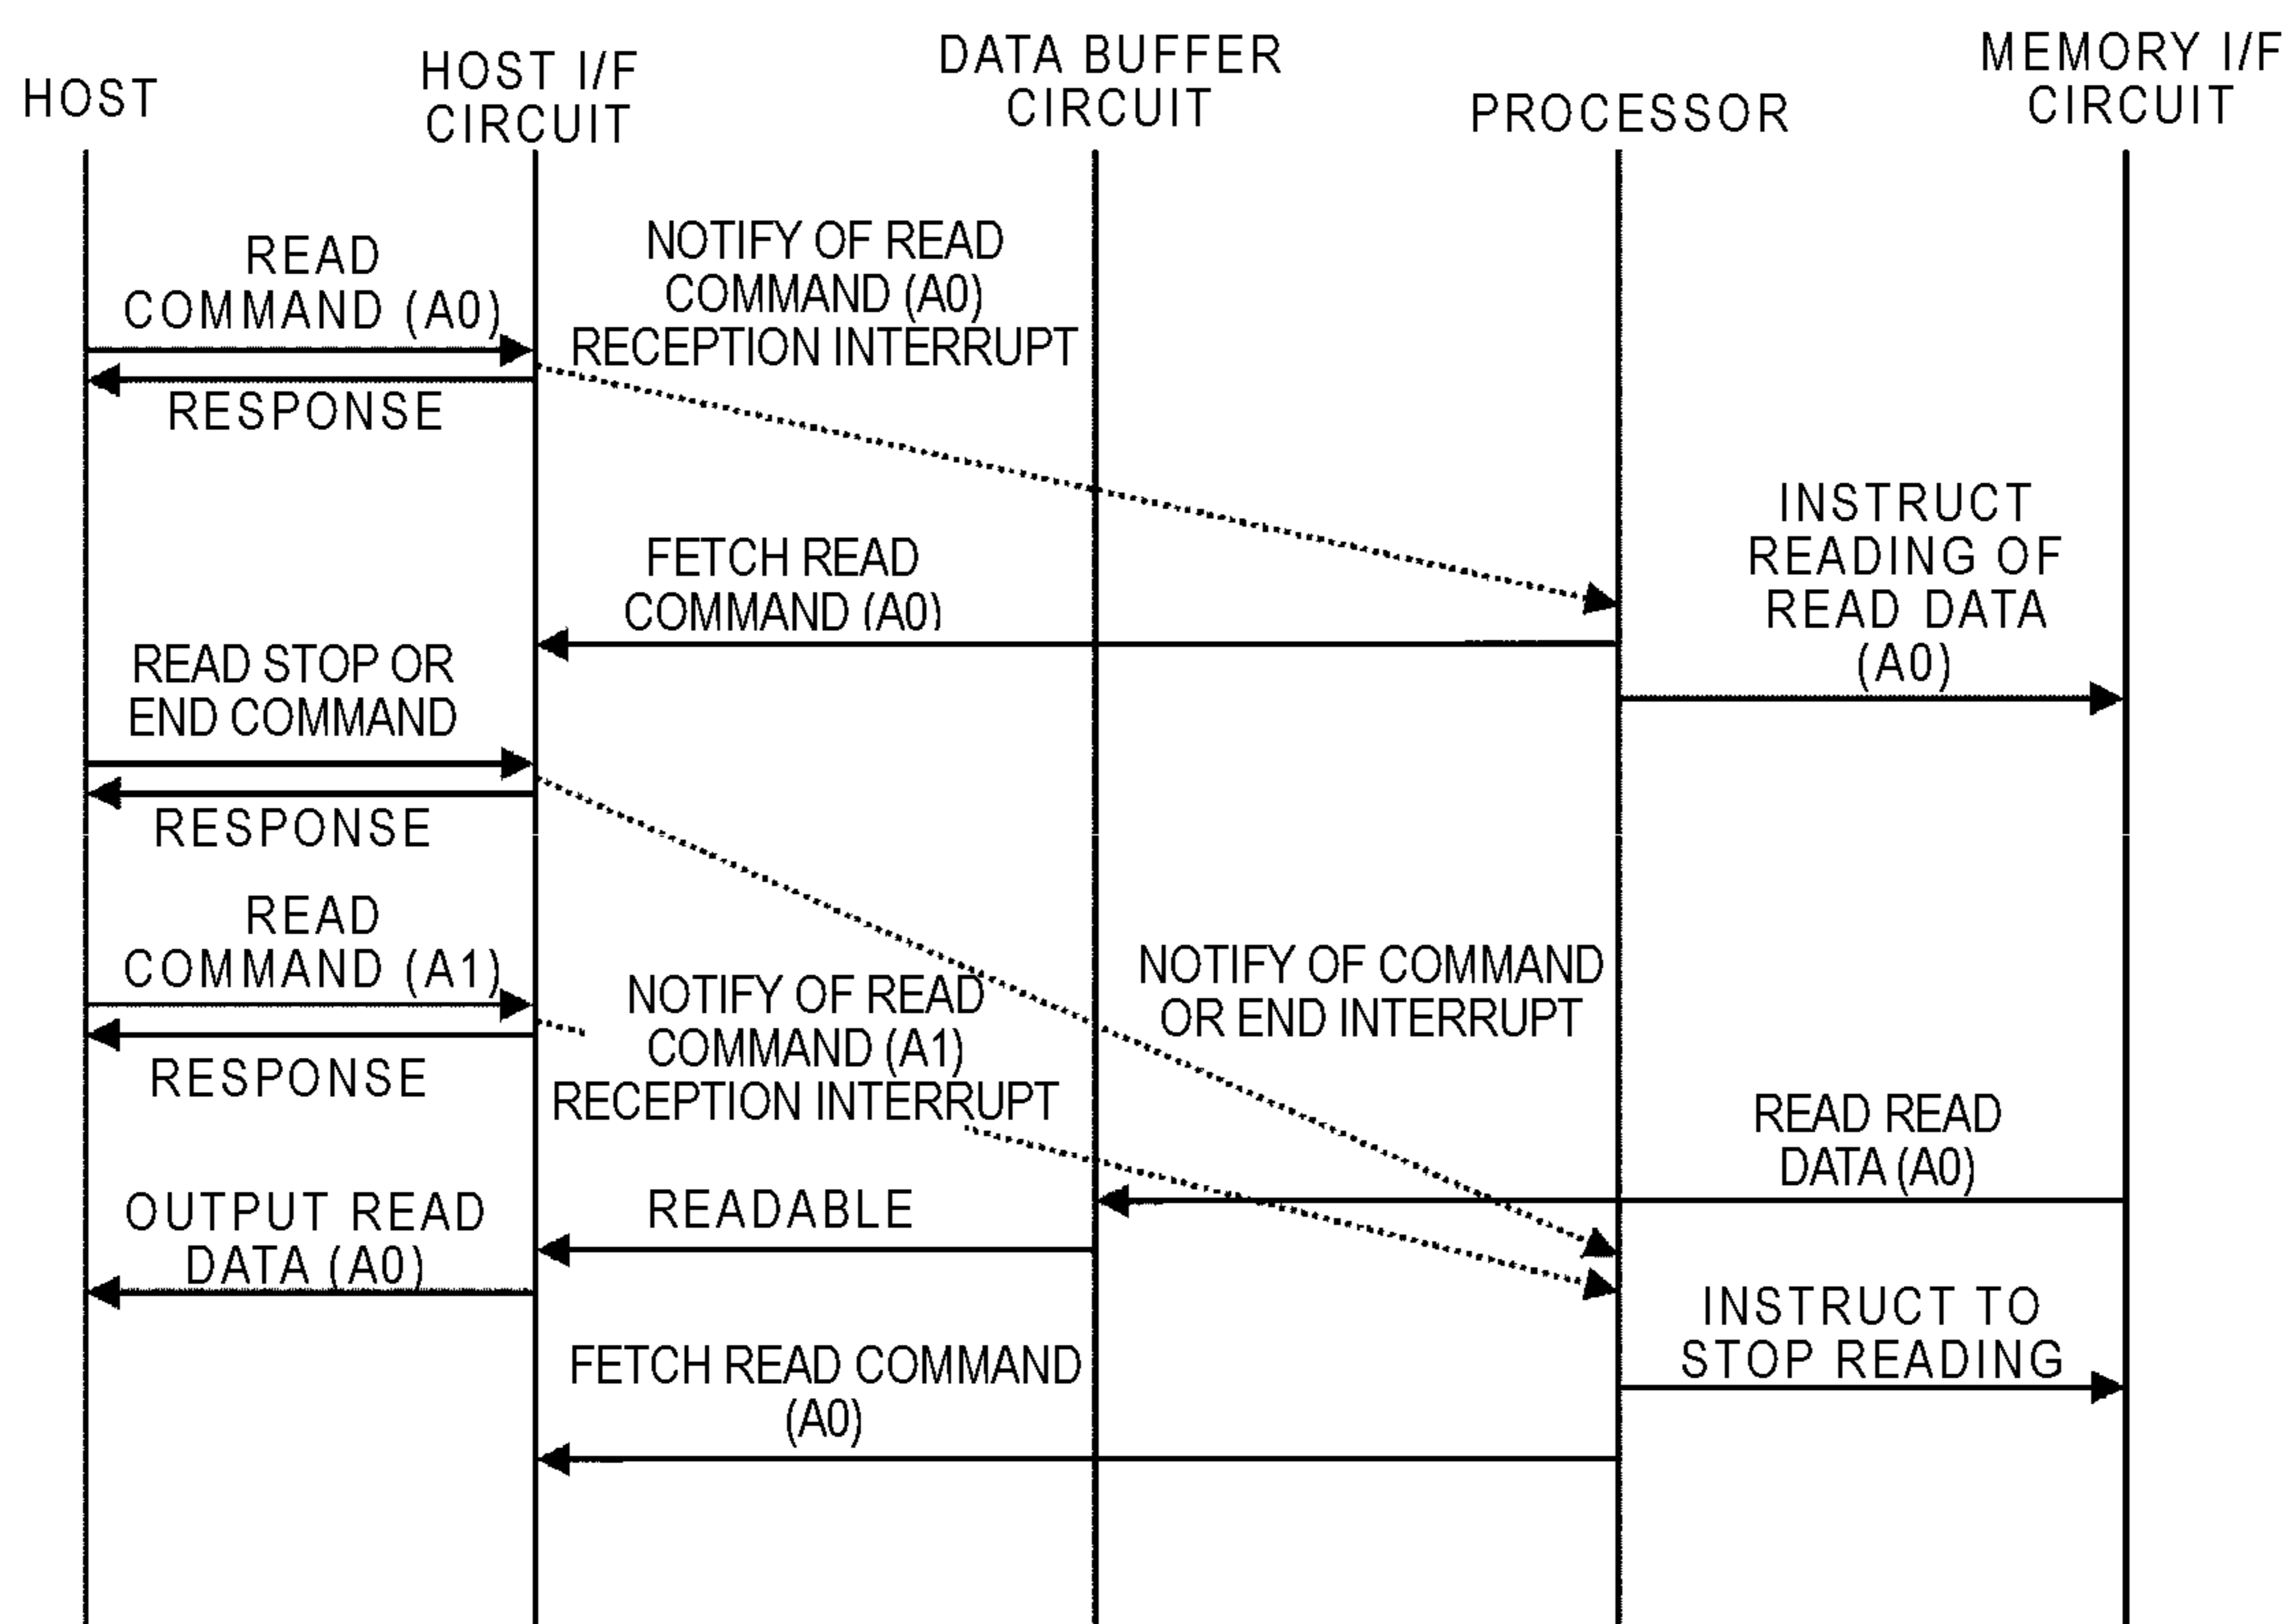 HOST
HOST I/F
CIRCUIT
DATA BUFFER
CIRCUIT
PROCESSOR
MEMORY I/F
CIRCUIT
READ
COMMAND (A0)
NOTIFY OF READ
COMMAND (A0)
RECEPTION INTERRUPT
RESPONSE
INSTRUCT
READING OF
READ DATA
(A0)
FETCH READ
COMMAND (A0)
READ STOP OR
END COMMAND
RESPONSE
READ
COMMAND (A1)
NOTIFY OF READ
COMMAND (A1)
RECEPTION INTERRUPT
NOTIFY OF COMMAND
OR END INTERRUPT
RESPONSE
READ READ
DATA (A0)
OUTPUT READ
DATA (A0)
READABLE
INSTRUCT TO
STOP READING
FETCH READ COMMAND
(A0)